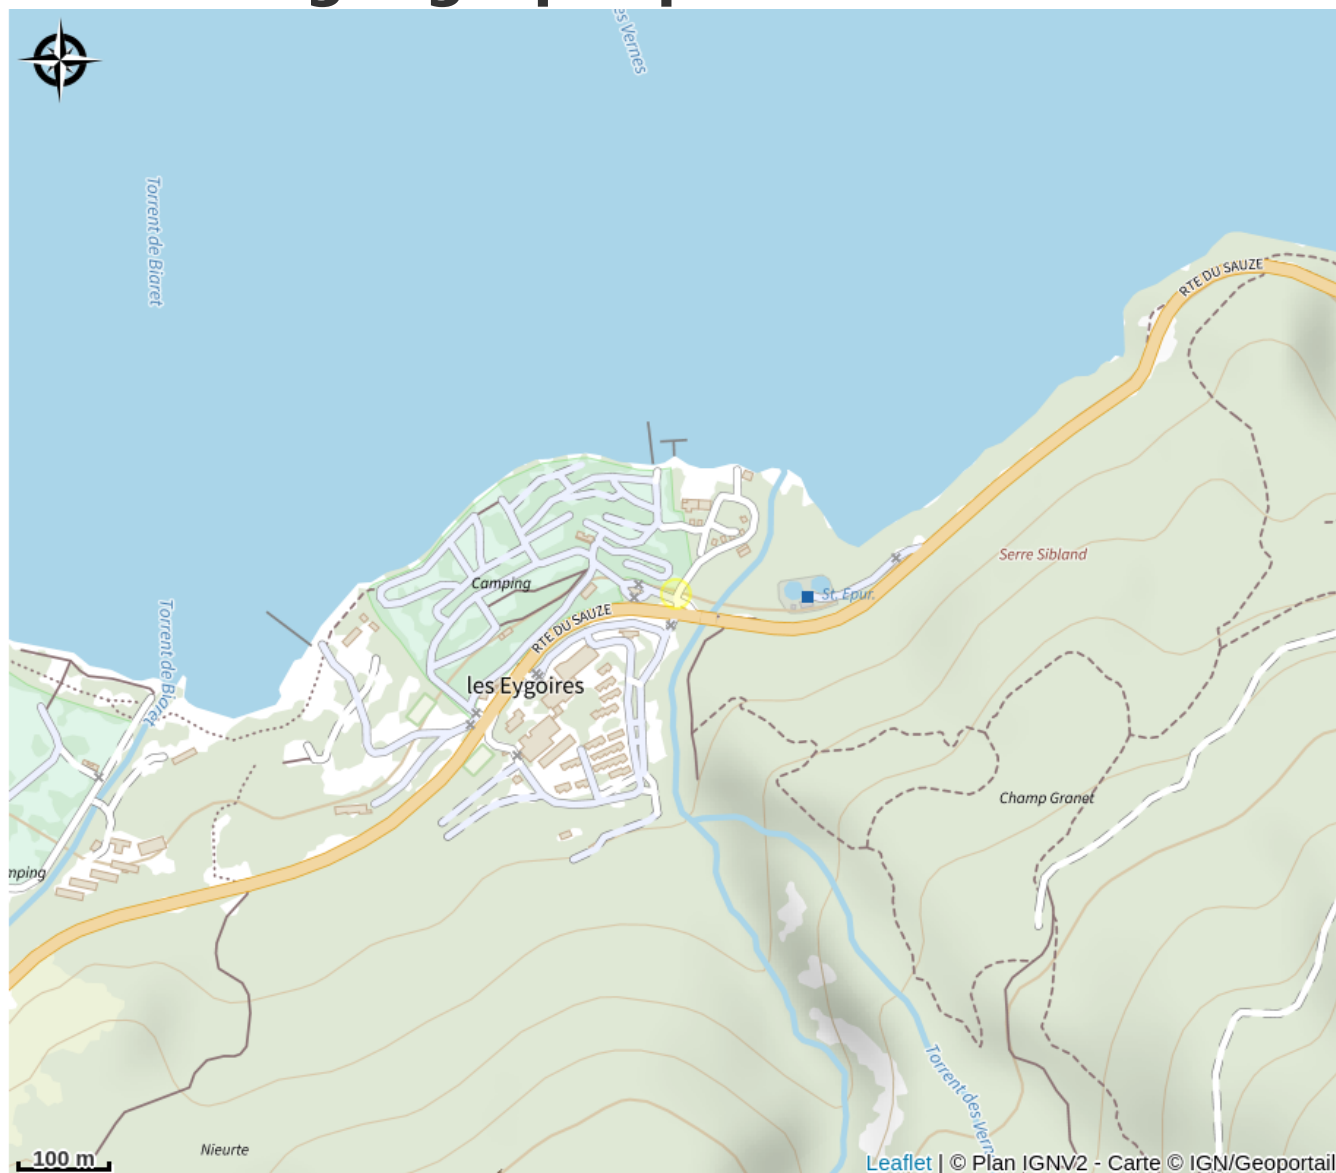 es Vernes
Torrent de Biaret
RTE DU SAUZE
Serre Sibland
Camping
St. Epur.
RTE DU SAUZE
Torrent de Biaret
les Eygoires
Champ Granet
mping
Torrent des Vern
Nieurte
100 m
Leaflet | © Plan IGNV2 - Carte © IGN/Geoportail